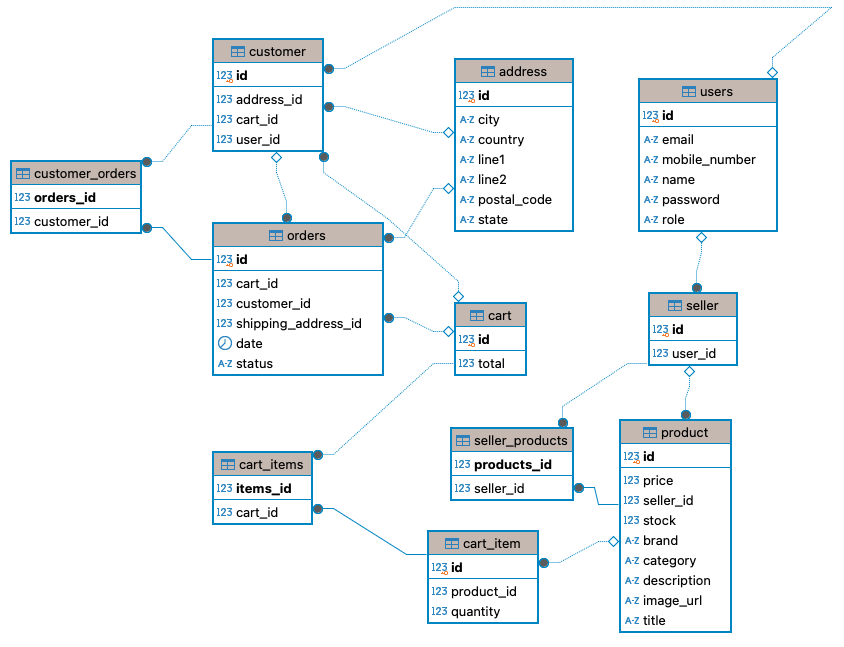 customer
123 id
123 address_id
123 cart_id
123 user_id
address
123 id
A-Z city
A-Z country
A-Z line1
A-Z line2
A-Z postal_code
A-Z state
users
123 id
A-Z email
A-Z mobile_number
A-Z name
A-Z password
A-Z role
customer_orders
123 orders_id
123 customer_id
orders
123 id
123 cart_id
123 customer_id
123 shipping_address_id
date
A-Z status
cart
123 id
123 total
seller
123 id
123 user_id
cart_items
123 items_id
123 cart_id
seller_products
123 products_id
123 seller_id
product
123 id
123 price
123 seller_id
123 stock
A-Z brand
A-Z category
A-Z description
A-Z image_url
A-Z title
cart_item
123 id
123 product_id
123 quantity